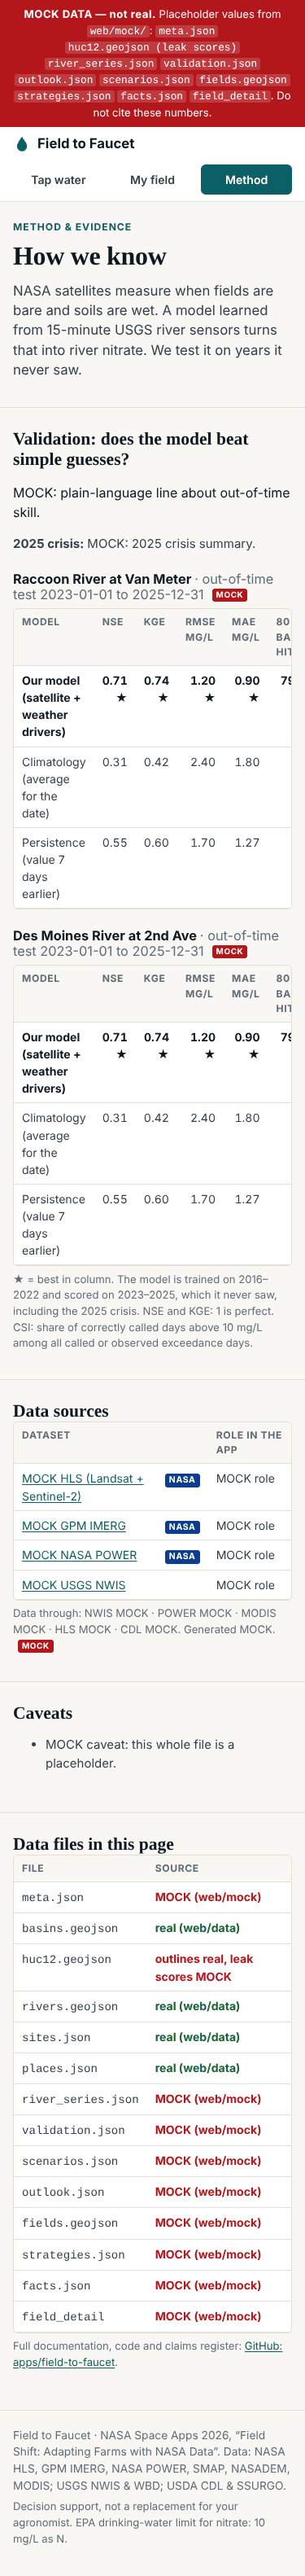 MOCK DATA — not real. Placeholder values from
web/mock/: meta.json
huc12.geojson (leak scores)
river_series.json validation.json
outlook.json scenarios.json fields.geojson
strategies.json facts.json field_detail. Do
not cite these numbers.
Field to Faucet
Tap water My field Method
METHOD & EVIDENCE
How we know
NASA satellites measure when fields are
bare and soils are wet. A model learned
from 15-minute USGS river sensors turns
that into river nitrate. We test it on years it
never saw.
Validation: does the model beat
simple guesses?
MOCK: plain-language line about out-of-time
skill.
2025 crisis: MOCK: 2025 crisis summary.
Raccoon River at Van Meter · out-of-time
test 2023-01-01 to 2025-12-31 MOCK
MODEL NSE KGE RMSE MAE 80
MG/L MG/L BA
HIT
Our model 0.71 0.74 1.20 0.90 79
(satellite + ★ ★ ★ ★
weather
drivers)
Climatology 0.31 0.42 2.40 1.80
(average
for the
date)
Persistence 0.55 0.60 1.70 1.27
(value 7
days
earlier)
Des Moines River at 2nd Ave · out-of-time
test 2023-01-01 to 2025-12-31 MOCK
MODEL NSE KGE RMSE MAE 80
MG/L MG/L BA
HIT
Our model 0.71 0.74 1.20 0.90 79
(satellite + ★ ★ ★ ★
weather
drivers)
Climatology 0.31 0.42 2.40 1.80
(average
for the
date)
Persistence 0.55 0.60 1.70 1.27
(value 7
days
earlier)
★ = best in column. The model is trained on 2016–
2022 and scored on 2023–2025, which it never saw,
including the 2025 crisis. NSE and KGE: 1 is perfect.
CSI: share of correctly called days above 10 mg/L
among all called or observed exceedance days.
Data sources
DATASET ROLE IN THE
APP
MOCK HLS (Landsat + NASA MOCK role
Sentinel-2)
MOCK GPM IMERG NASA MOCK role
MOCK NASA POWER NASA MOCK role
MOCK USGS NWIS MOCK role
Data through: NWIS MOCK · POWER MOCK · MODIS
MOCK · HLS MOCK · CDL MOCK. Generated MOCK.
MOCK
Caveats
• MOCK caveat: this whole file is a
placeholder.
Data files in this page
FILE SOURCE
meta.json MOCK (web/mock)
basins.geojson real (web/data)
huc12.geojson outlines real, leak
scores MOCK
rivers.geojson real (web/data)
sites.json real (web/data)
places.json real (web/data)
river_series.json MOCK (web/mock)
validation.json MOCK (web/mock)
scenarios.json MOCK (web/mock)
outlook.json MOCK (web/mock)
fields.geojson MOCK (web/mock)
strategies.json MOCK (web/mock)
facts.json MOCK (web/mock)
field_detail MOCK (web/mock)
Full documentation, code and claims register: GitHub:
apps/field-to-faucet.
Field to Faucet · NASA Space Apps 2026, “Field
Shift: Adapting Farms with NASA Data”. Data: NASA
HLS, GPM IMERG, NASA POWER, SMAP, NASADEM,
MODIS; USGS NWIS & WBD; USDA CDL & SSURGO.
Decision support, not a replacement for your
agronomist. EPA drinking-water limit for nitrate: 10
mg/L as N.